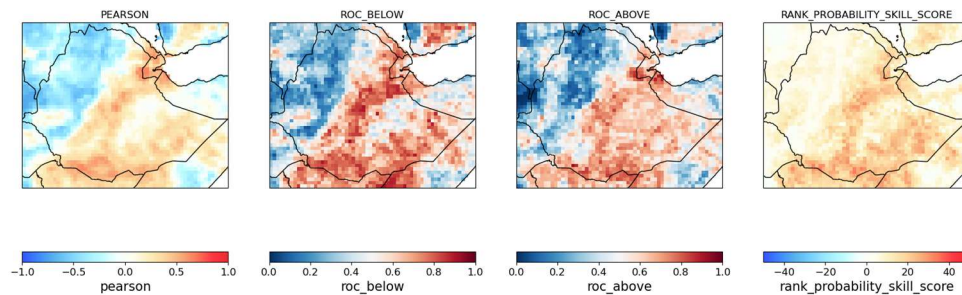 PEARSON
ROC_BELOW
ROC_ABOVE
RANK_PROBABILITY_SKILL_SCORE
−1.0 −0.5 0.0 0.5 1.0
pearson
0.0 0.2 0.4 0.6 0.8 1.0
roc_below
0.0 0.2 0.4 0.6 0.8 1.0
roc_above
−40 −20 0 20 40
rank_probability_skill_score